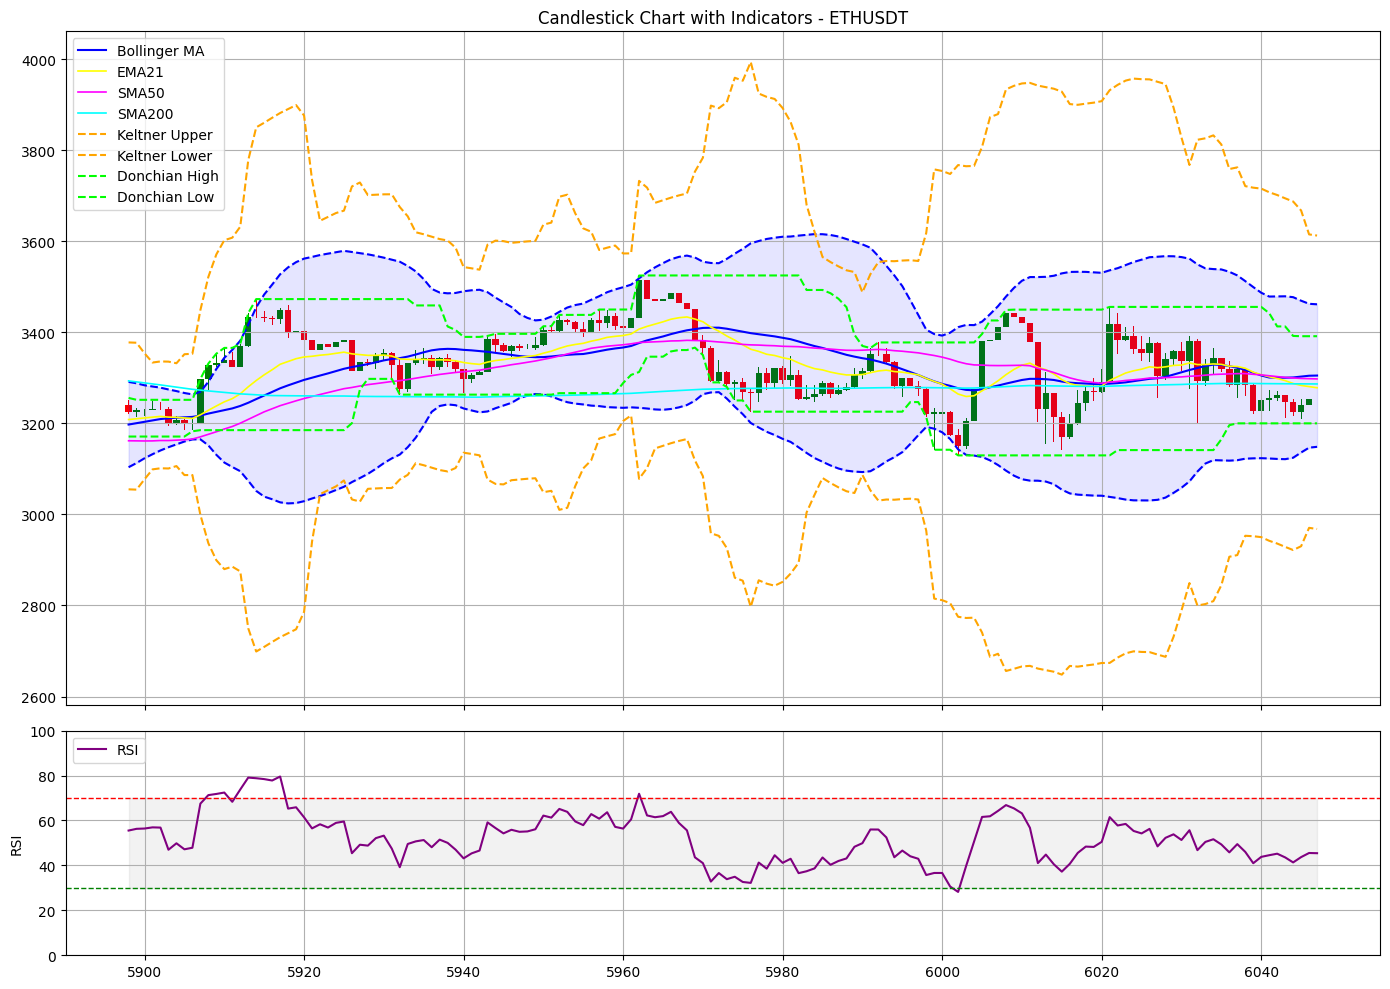 Candlestick Chart with Indicators - ETHUSDT
Bollinger MA
EMA21
SMA50
SMA200
Keltner Upper
Keltner Lower
Donchian High
Donchian Low
4000
3800
3600
3400
3200
3000
2800
2600
RSI
RSI
100
80
60
40
20
0
5900 5920 5940 5960 5980 6000 6020 6040